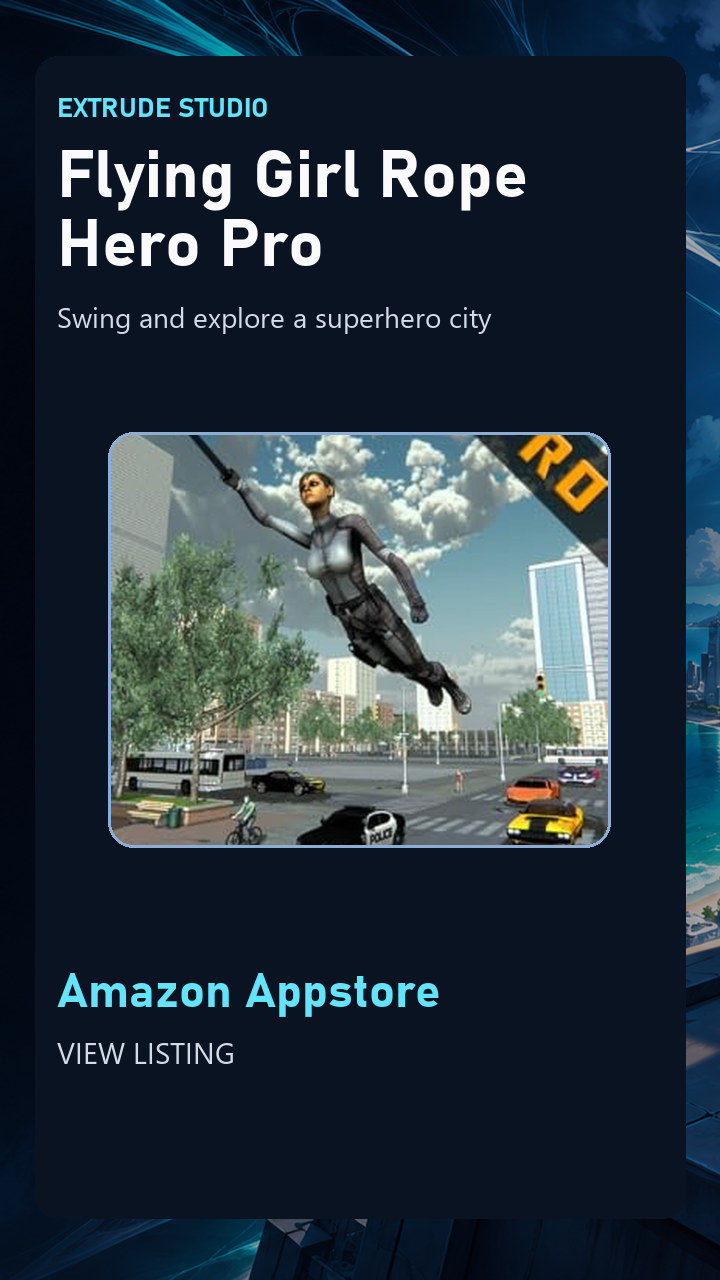 EXTRUDE STUDIO
Flying Girl Rope
Hero Pro
Swing and explore a superhero city
RO
POLICE
Amazon Appstore
VIEW LISTING